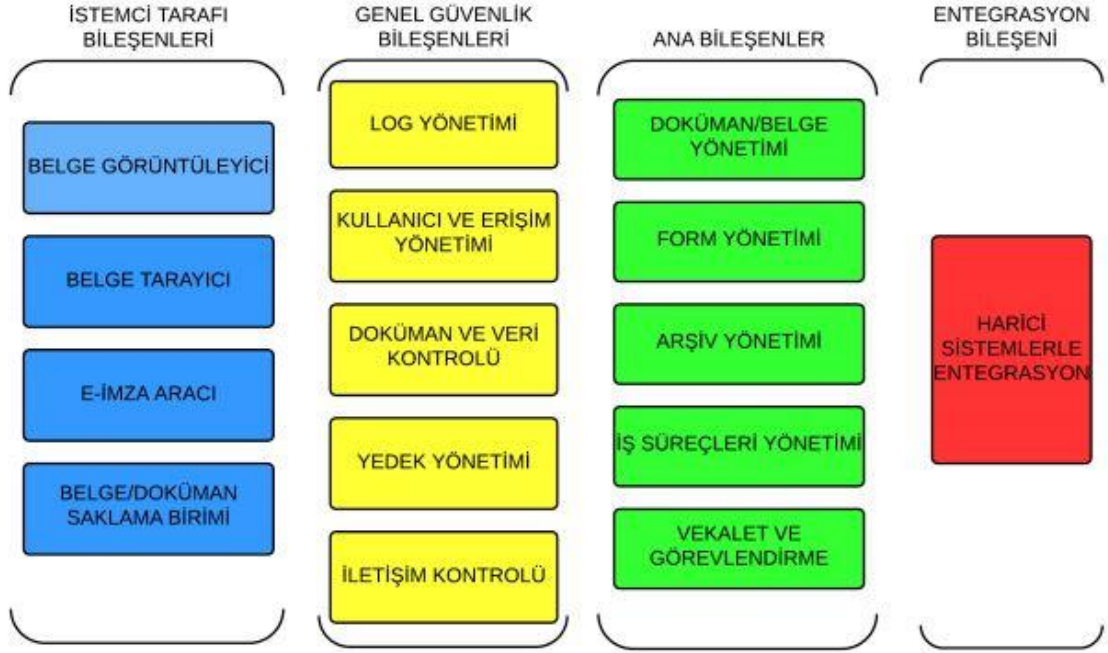 İSTEMCİ TARAFI
BİLEŞENLERİ
BELGE GÖRÜNTÜLEYİCİ
BELGE TARAYICI
E-İMZA ARACI
BELGE/DOKÜMAN
SAKLAMA BİRİMİ
GENEL GÜVENLİK
BİLEŞENLERİ
LOG YÖNETİMİ
KULLANICI VE ERİŞİM
YÖNETİMİ
DOKÜMAN VE VERİ
KONTROLÜ
YEDEK YÖNETİMİ
İLETİŞİM KONTROLÜ
ANA BİLEŞENLER
DOKÜMAN/BELGE
YÖNETİMİ
FORM YÖNETİMİ
ARŞİV YÖNETİMİ
İŞ SÜREÇLERİ YÖNETİMİ
VEKALET VE
GÖREVLENDİRME
ENTEGRASYON
BİLEŞENİ
HARİCİ
SİSTEMLERLE
ENTEGRASYON